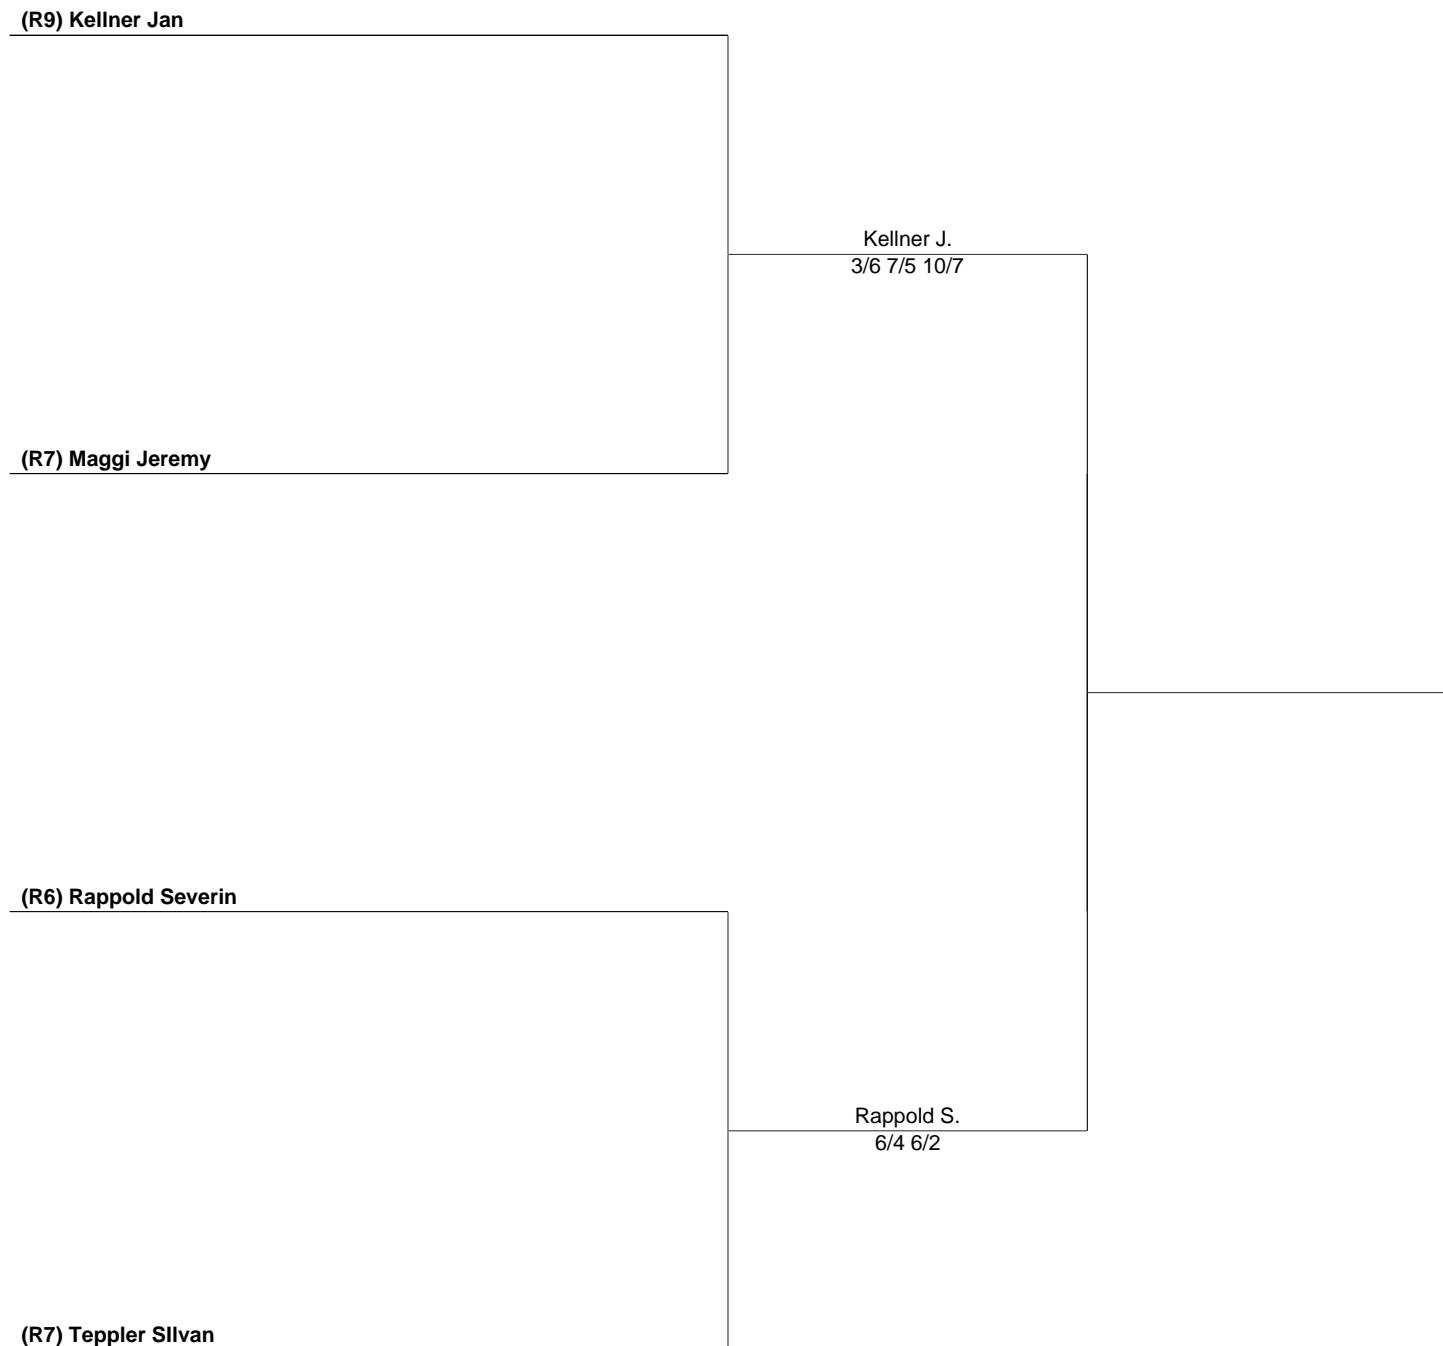 (R9) Kellner Jan
Kellner J.
3/6 7/5 10/7
(R7) Maggi Jeremy
(R6) Rappold Severin
Rappold S.
6/4 6/2
(R7) Teppler SIlvan